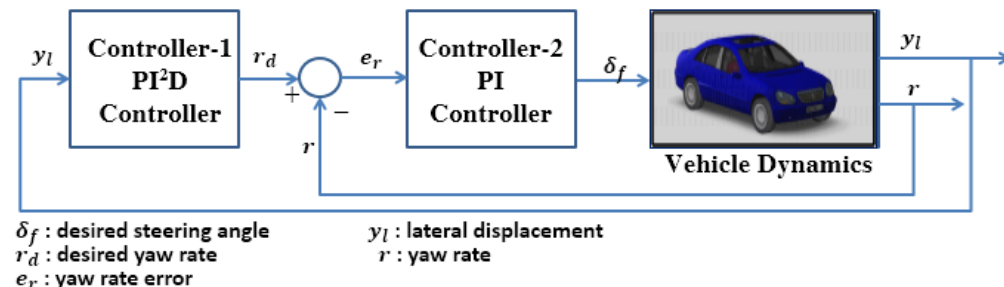 y_l
Controller-1
PI²D
Controller
r_d
+
−
r
e_r
Controller-2
PI
Controller
δ_f
Vehicle Dynamics
y_l
r
δ_f : desired steering angle
r_d : desired yaw rate
e_r : yaw rate error
y_l : lateral displacement
r : yaw rate